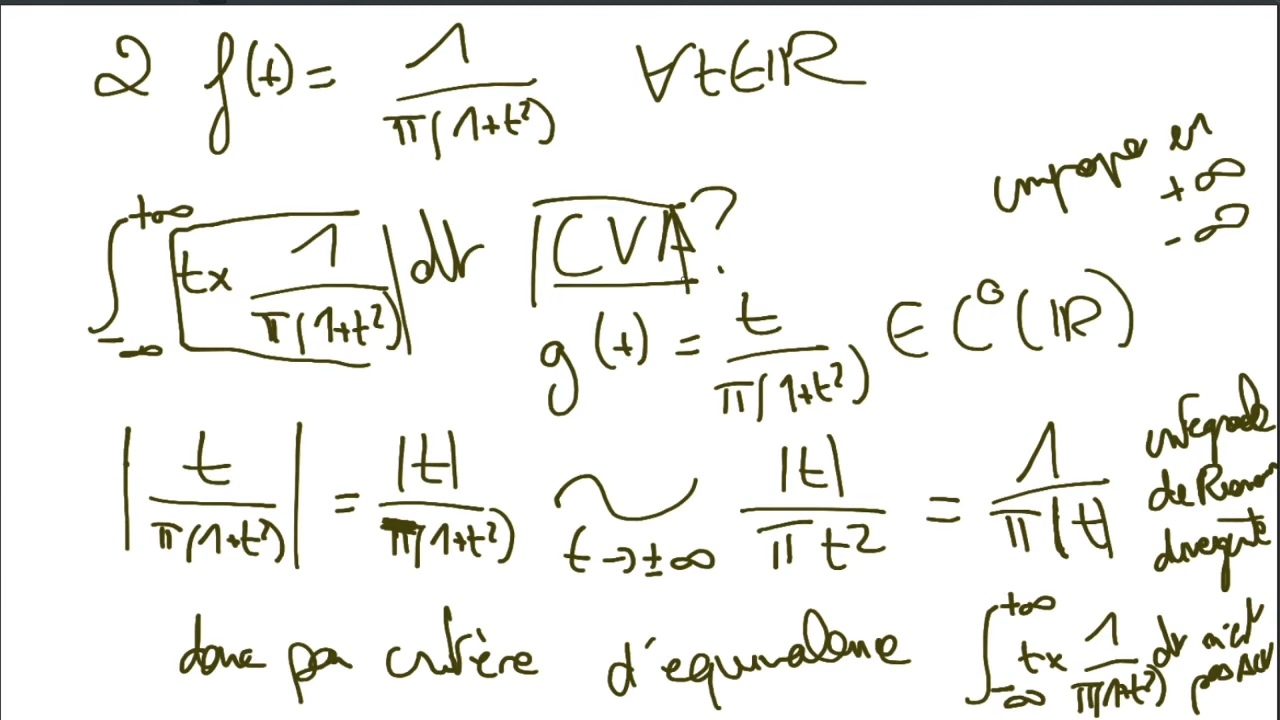 2 f(t) = 1/(π(1+t²)) ∀t∈ℝ
impropre en +∞ -∞
∫_{-∞}^{+∞} |t× 1/(π(1+t²))| dt |CVA ?
g(t) = t/(π(1+t²)) ∈ C⁰(ℝ)
|t/(π(1+t²))| = |t|/(π(1+t²)) ~_{t→±∞} |t|/(πt²) = 1/(π|t|) intégrale de Riemann divergente
donc par critère d'équivalence ∫_{-∞}^{+∞} t× 1/(π(1+t²)) dt n'est pas ACV